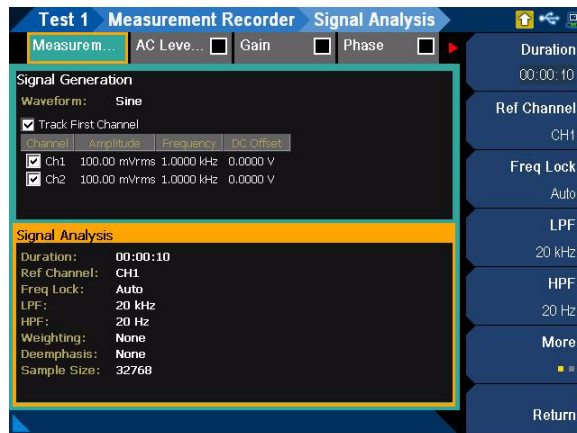 Test 1 Measurement Recorder Signal Analysis
Measurem... AC Leve... Gain Phase
Signal Generation
Waveform: Sine
Track First Channel
Channel Amplitude Frequency DC Offset
Ch1 100.00 mVrms 1.0000 kHz 0.0000 V
Ch2 100.00 mVrms 1.0000 kHz 0.0000 V
Signal Analysis
Duration: 00:00:10
Ref Channel: CH1
Freq Lock: Auto
LPF: 20 kHz
HPF: 20 Hz
Weighting: None
Deemphasis: None
Sample Size: 32768
Duration
00:00:10
Ref Channel
CH1
Freq Lock
Auto
LPF
20 kHz
HPF
20 Hz
More
Return